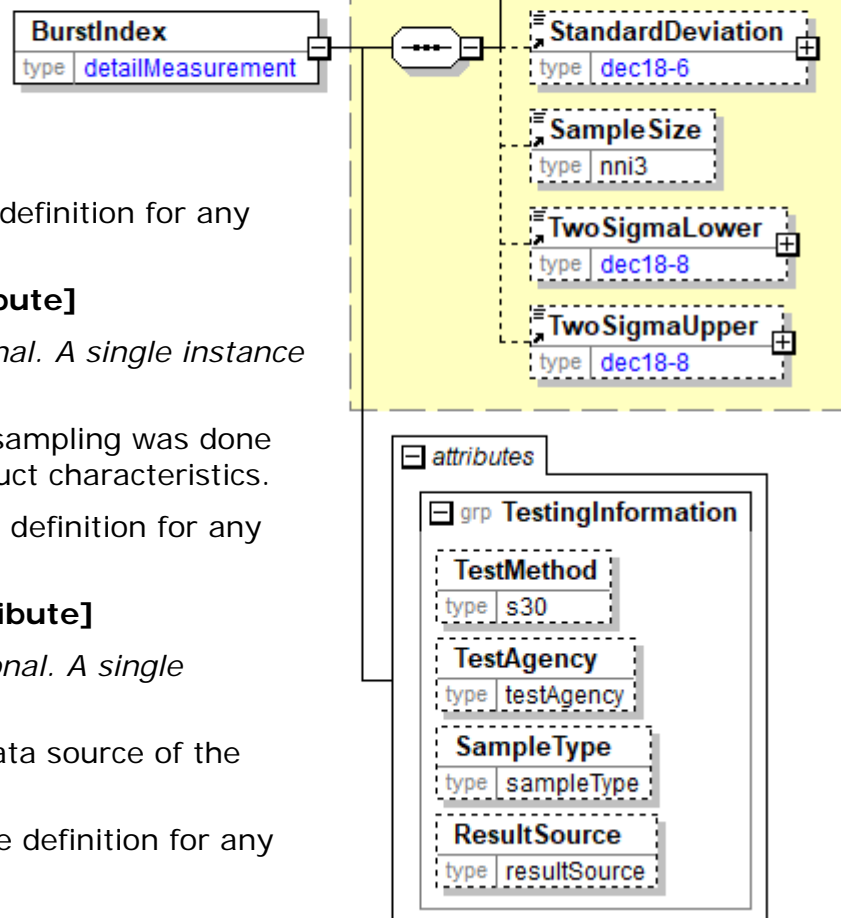 BurstIndex
type detailMeasurement
StandardDeviation
type dec18-6
SampleSize
type nni3
TwoSigmaLower
type dec18-8
TwoSigmaUpper
type dec18-8
definition for any
bute]
nal. A single instance
sampling was done
uct characteristics.
definition for any
ribute]
onal. A single
ata source of the
e definition for any
attributes
grp TestingInformation
TestMethod
type s30
TestAgency
type testAgency
SampleType
type sampleType
ResultSource
type resultSource